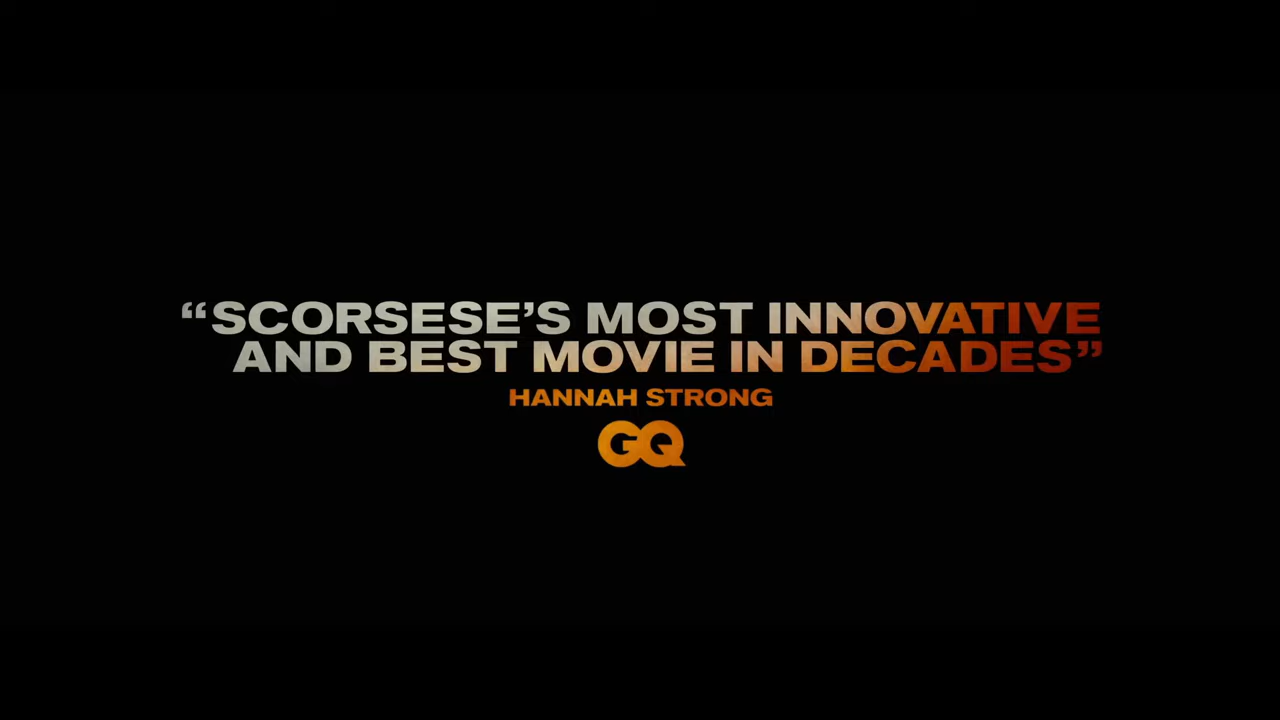 “SCORSESE’S MOST INNOVATIVE
AND BEST MOVIE IN DECADES”
HANNAH STRONG
GQ